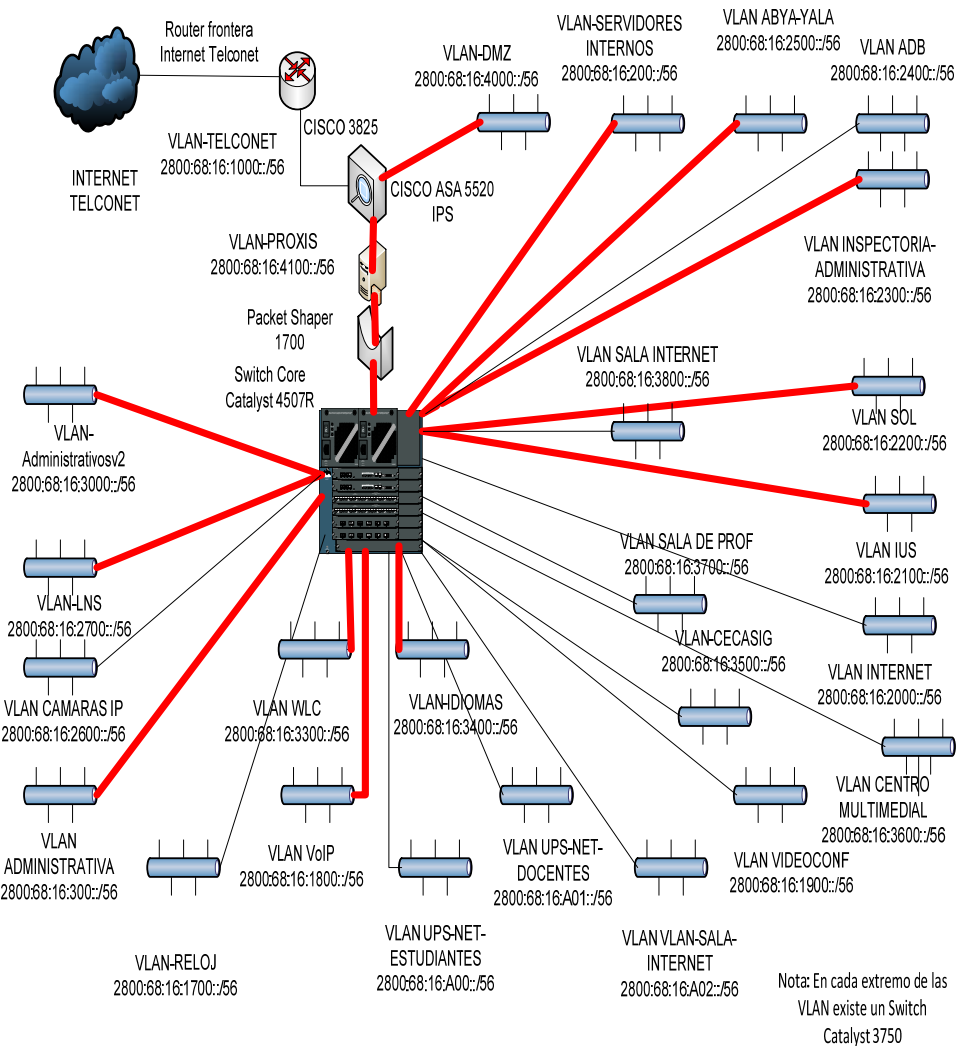 Router frontera
Internet Telconet
CISCO 3825
INTERNET
TELCONET
VLAN-TELCONET
2800:68:16:1000::/56
CISCO ASA 5520
IPS
VLAN-DMZ
2800:68:16:4000::/56
VLAN-SERVIDORES
INTERNOS
2800:68:16:200::/56
VLAN ABYA-YALA
2800:68:16:2500::/56
VLAN ADB
2800:68:16:2400::/56
VLAN INSPECTORIA-
ADMINISTRATIVA
2800:68:16:2300::/56
VLAN-PROXIS
2800:68:16:4100::/56
Packet Shaper
1700
Switch Core
Catalyst 4507R
VLAN SALA INTERNET
2800:68:16:3800::/56
VLAN SOL
2800:68:16:2200::/56
VLAN-
Administrativosv2
2800:68:16:3000::/56
VLAN IUS
2800:68:16:2100::/56
VLAN SALA DE PROF
2800:68:16:3700::/56
VLAN-LNS
2800:68:16:2700::/56
VLAN-CECASIG
2800:68:16:3500::/56
VLAN INTERNET
2800:68:16:2000::/56
VLAN CAMARAS IP
2800:68:16:2600::/56
VLAN WLC
2800:68:16:3300::/56
VLAN-IDIOMAS
2800:68:16:3400::/56
VLAN CENTRO
MULTIMEDIAL
2800:68:16:3600::/56
VLAN
ADMINISTRATIVA
2800:68:16:300::/56
VLAN VoIP
2800:68:16:1800::/56
VLAN UPS-NET-
DOCENTES
2800:68:16:A01::/56
VLAN VIDEOCONF
2800:68:16:1900::/56
VLAN-RELOJ
2800:68:16:1700::/56
VLAN UPS-NET-
ESTUDIANTES
2800:68:16:A00::/56
VLAN VLAN-SALA-
INTERNET
2800:68:16:A02::/56
Nota: En cada extremo de las
VLAN existe un Switch
Catalyst 3750